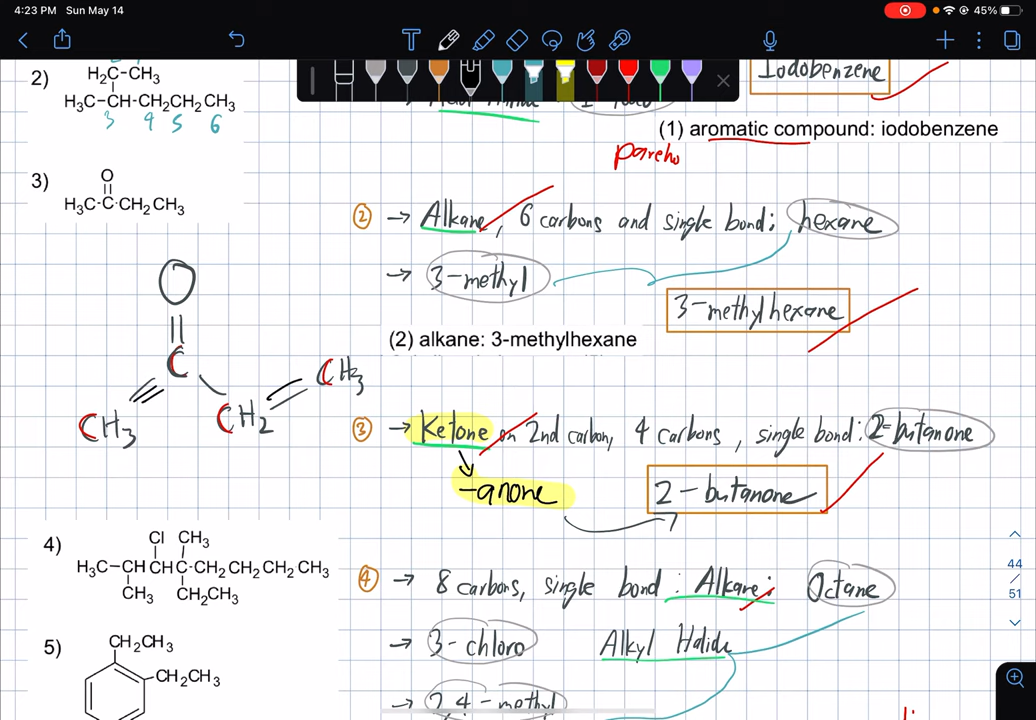 4:23 PM Sun May 14
45%
2)
H₂C-CH₃
H₃C-CH-CH₂CH₂CH₃
3 4 5 6
Iodobenzene
(1) aromatic compound: iodobenzene
② → Alkane, 6 carbons and single bond: hexane
→ 3-methyl
3-methylhexane
(2) alkane: 3-methylhexane
3)
O
H₃C-C-CH₂CH₃
O
C
CH₃ CH₂ CH₃
③ → Ketone on 2nd carbon, 4 carbons, single bond: 2-butanone
-anone
2-butanone
4)
Cl CH₃
H₃C-CHCHC-CH₂CH₂CH₂CH₃
CH₃ CH₂CH₃
④ → 8 carbons, single bond : Alkane: Octane
→ 3-chloro Alkyl Halide
→ 2,4-methyl
5)
CH₂CH₃
CH₂CH₃
44
51